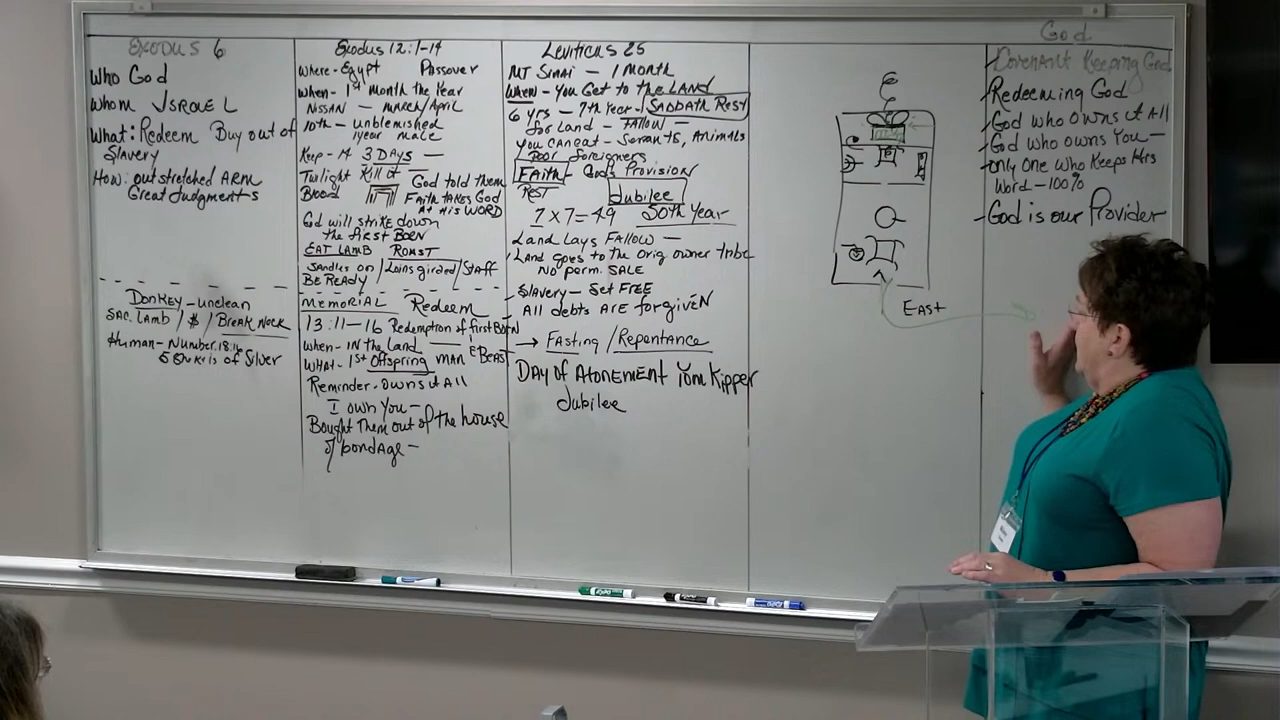 Exodus 6
Who God
Whom ISRAEL
What: Redeem Buy out of
Slavery
How: outstretched ARM
Great Judgments
Donkey - unclean
SAC. LAMB / $ / Break Neck
Human - Number 18:16
5 Shekels of Silver
Exodus 12:1-14
Where - Egypt Passover
When - 1st Month the Year
NISSAN - March/April
10th - unblemished
1 year male
Keep - 14 3 DAYS -
Twilight Kill it
Blood
God told them
Faith takes God
At His WORD
God will strike down
the first BORN
EAT LAMB ROAST
Sandles on / Loins girded / Staff
BE READY
MEMORIAL Redeem
13:11-16 Redemption of first BORN
When - IN the Land
WHAT - 1st Offspring man & BEAST
Reminder - owns it All
I own You -
Bought Them out of the house
of bondage -
Leviticus 25
MT Sinai - 1 Month
When - You Get to the LAND
6 yrs - 7th Year - SABBATH Rest
for Land - FALLOW -
You can eat - Servants, Animals
Poor foreigners
FAITH - God's Provision
REST
Jubilee
7 x 7 = 49 50th Year
Land Lays Fallow -
Land goes to the orig owner tribe
No perm. SALE
Slavery - Set FREE
All debts ARE forgiveN
→ Fasting / Repentance
DAY of Atonement Yom Kipper
Jubilee
East
God
Covenant Keeping God
Redeeming God
God who owns it All
God who owns You -
only One who Keeps His
Word - 100%
God is our Provider